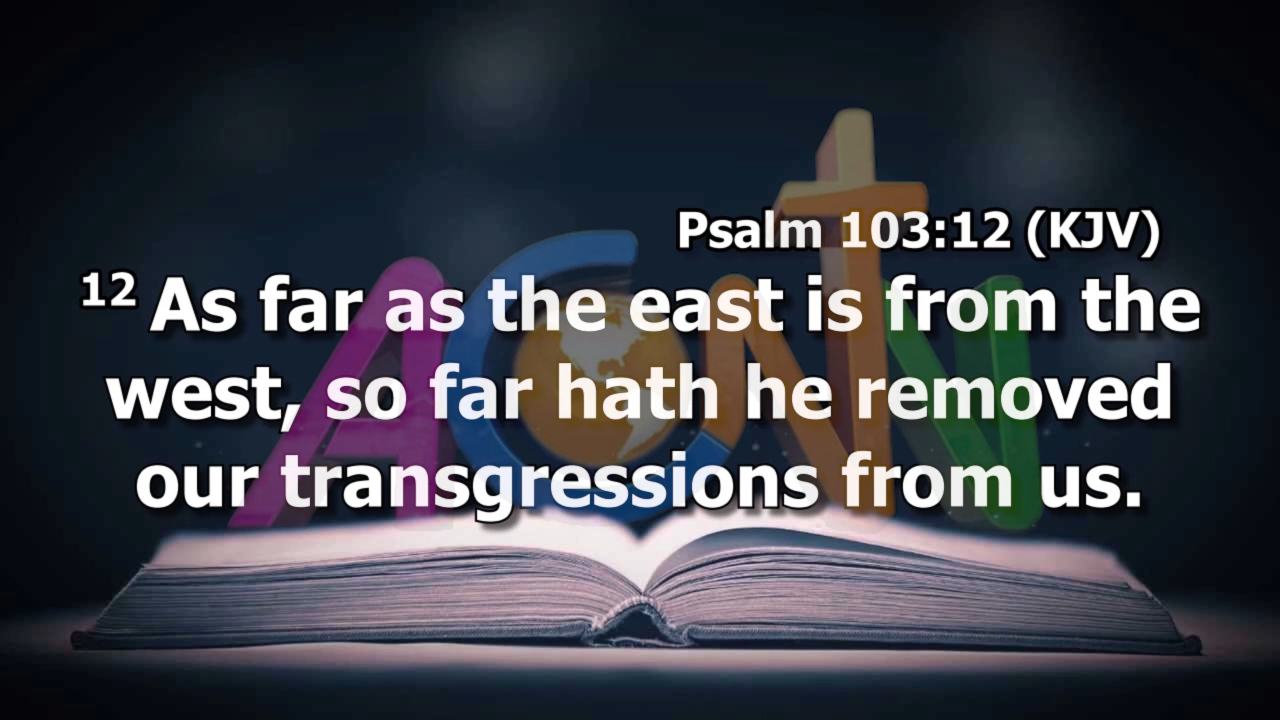 Psalm 103:12 (KJV)
12 As far as the east is from the
west, so far hath he removed
our transgressions from us.
ACNTV